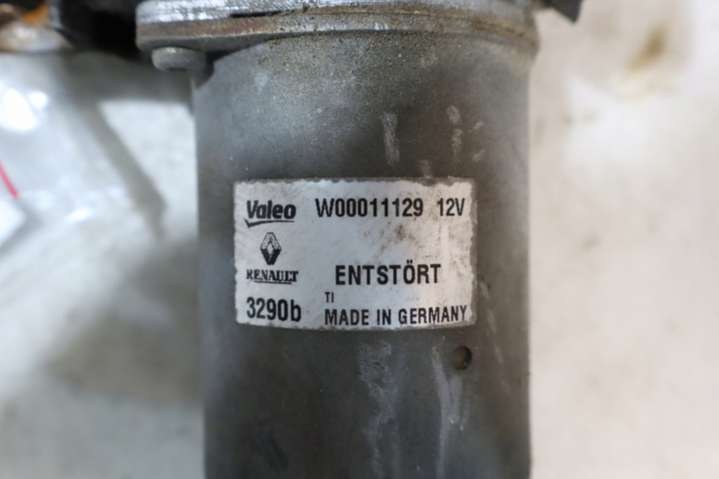 Valeo W00011129 12V
RENAULT ENTSTÖRT
TI
3290b MADE IN GERMANY